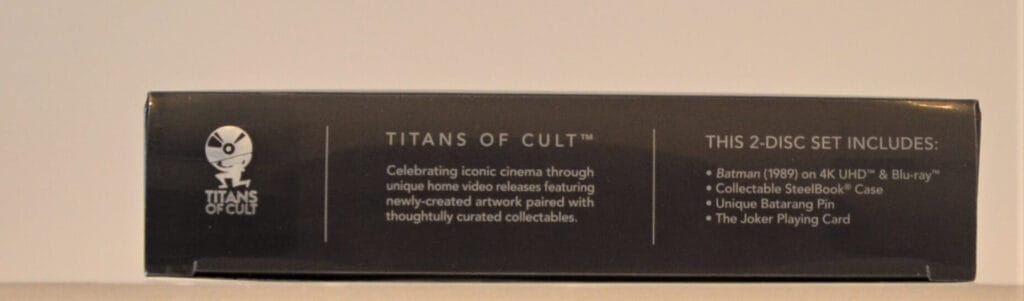 TITANS
OF CULT
TITANS OF CULT™
Celebrating iconic cinema through
unique home video releases featuring
newly-created artwork paired with
thoughtully curated collectables.
THIS 2-DISC SET INCLUDES:
• Batman (1989) on 4K UHD™ & Blu-ray™
• Collectable SteelBook® Case
• Unique Batarang Pin
• The Joker Playing Card